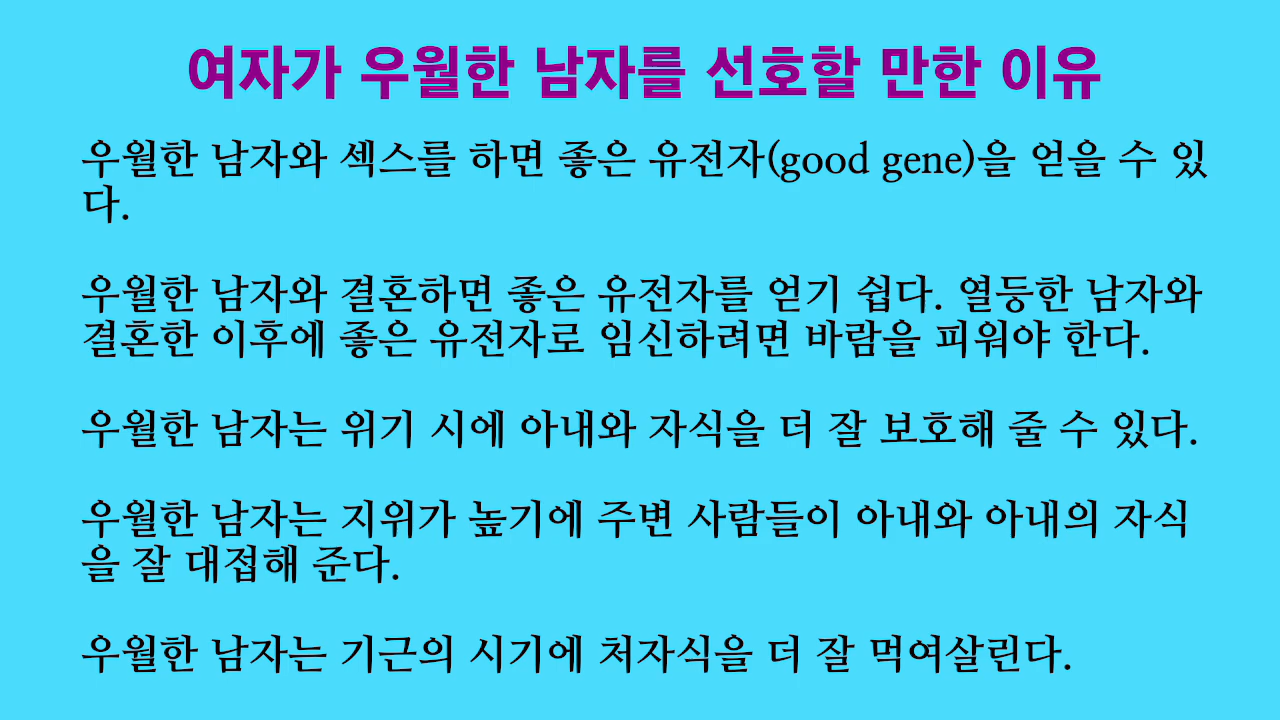 여자가 우월한 남자를 선호할 만한 이유
우월한 남자와 섹스를 하면 좋은 유전자(good gene)을 얻을 수 있
다.
우월한 남자와 결혼하면 좋은 유전자를 얻기 쉽다. 열등한 남자와
결혼한 이후에 좋은 유전자로 임신하려면 바람을 피워야 한다.
우월한 남자는 위기 시에 아내와 자식을 더 잘 보호해 줄 수 있다.
우월한 남자는 지위가 높기에 주변 사람들이 아내와 아내의 자식
을 잘 대접해 준다.
우월한 남자는 기근의 시기에 처자식을 더 잘 먹여살린다.